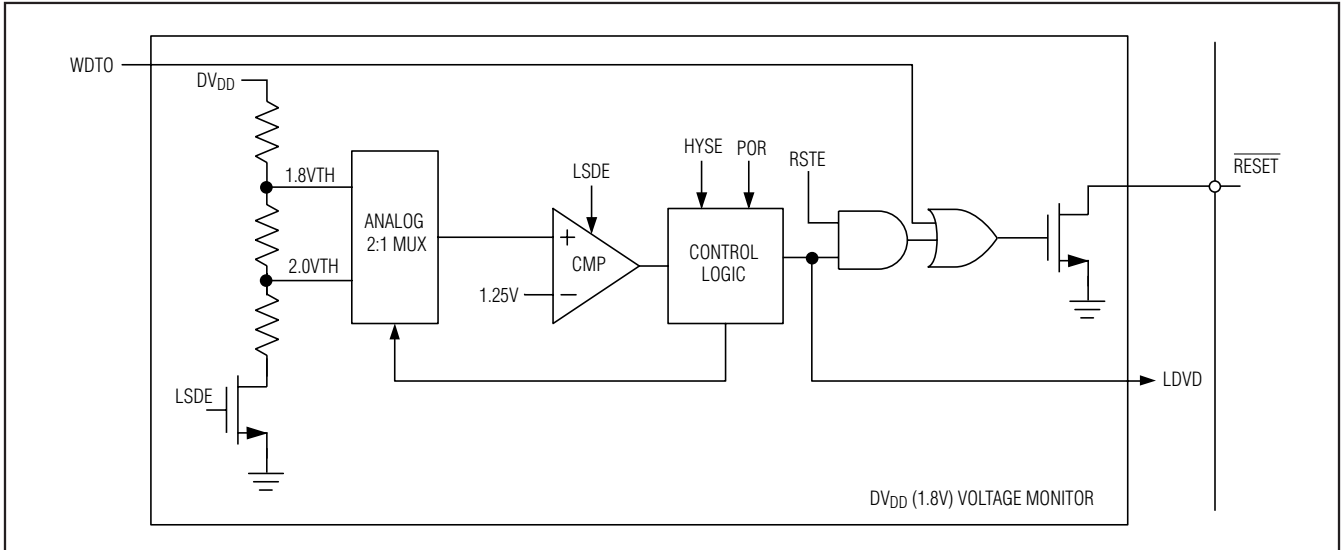 WDTO
DVDD
1.8VTH
2.0VTH
LSDE
ANALOG
2:1 MUX
LSDE
+
CMP
1.25V
−
HYSE
POR
CONTROL
LOGIC
RSTE
RESET
LDVD
DVDD (1.8V) VOLTAGE MONITOR